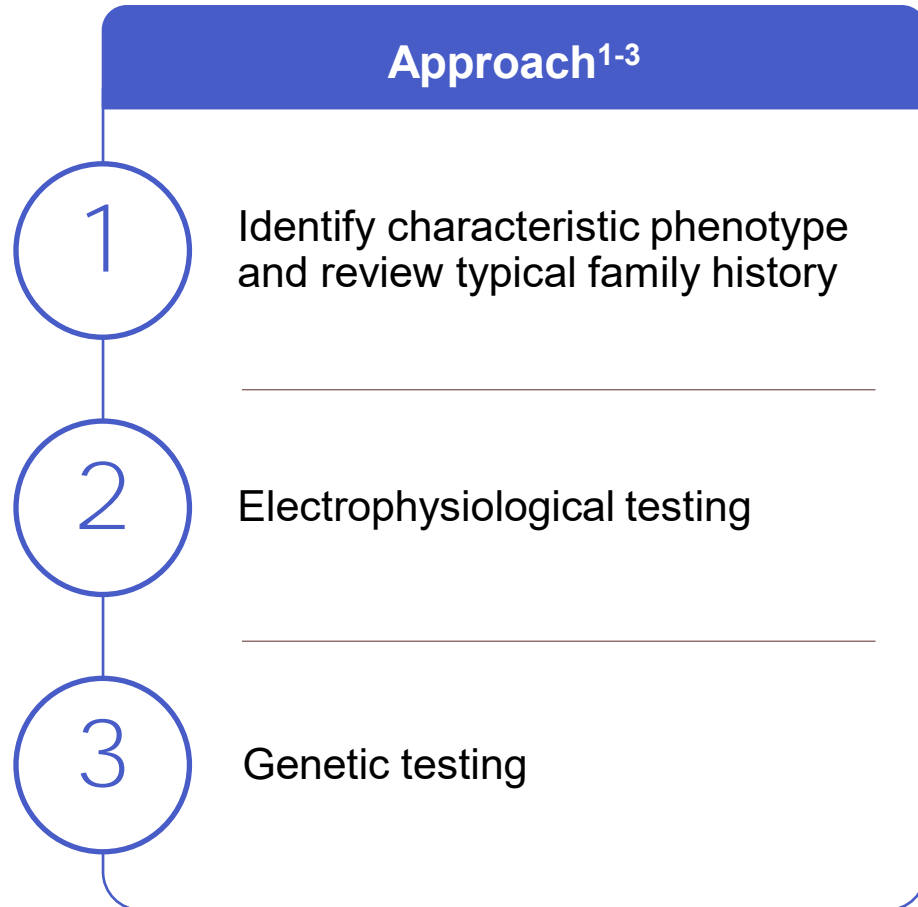 Approach1-3
1
Identify characteristic phenotype
and review typical family history
2
Electrophysiological testing
3
Genetic testing